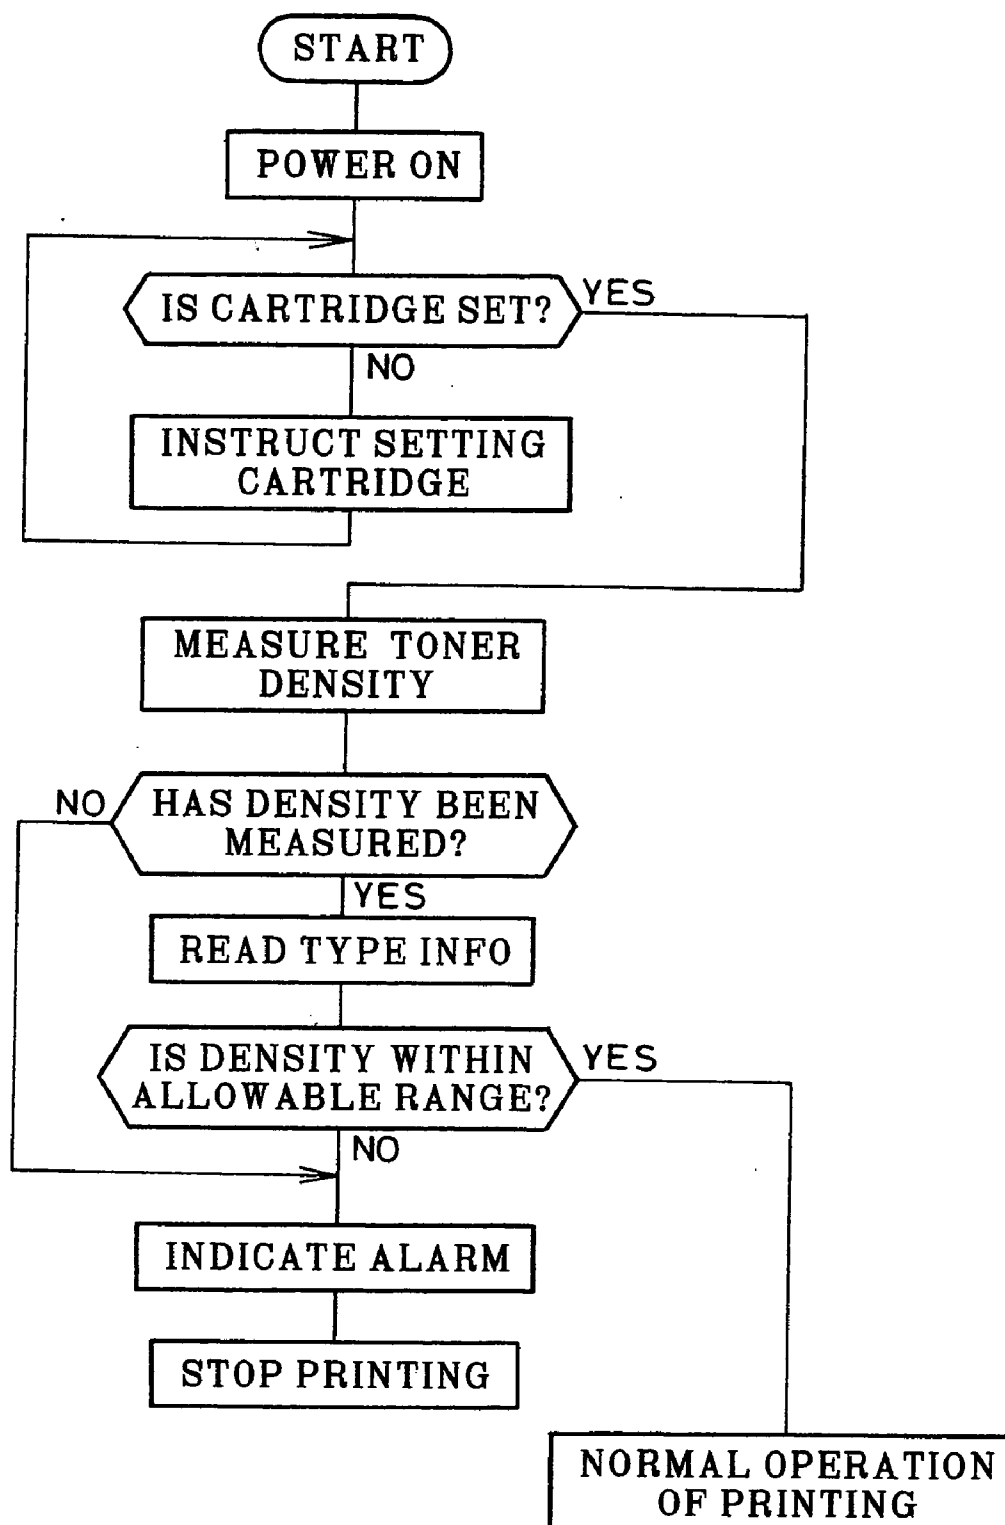 START
POWER ON
IS CARTRIDGE SET?
YES
NO
INSTRUCT SETTING
CARTRIDGE
MEASURE TONER
DENSITY
NO
HAS DENSITY BEEN
MEASURED?
YES
READ TYPE INFO
IS DENSITY WITHIN
ALLOWABLE RANGE?
YES
NO
INDICATE ALARM
STOP PRINTING
NORMAL OPERATION
OF PRINTING